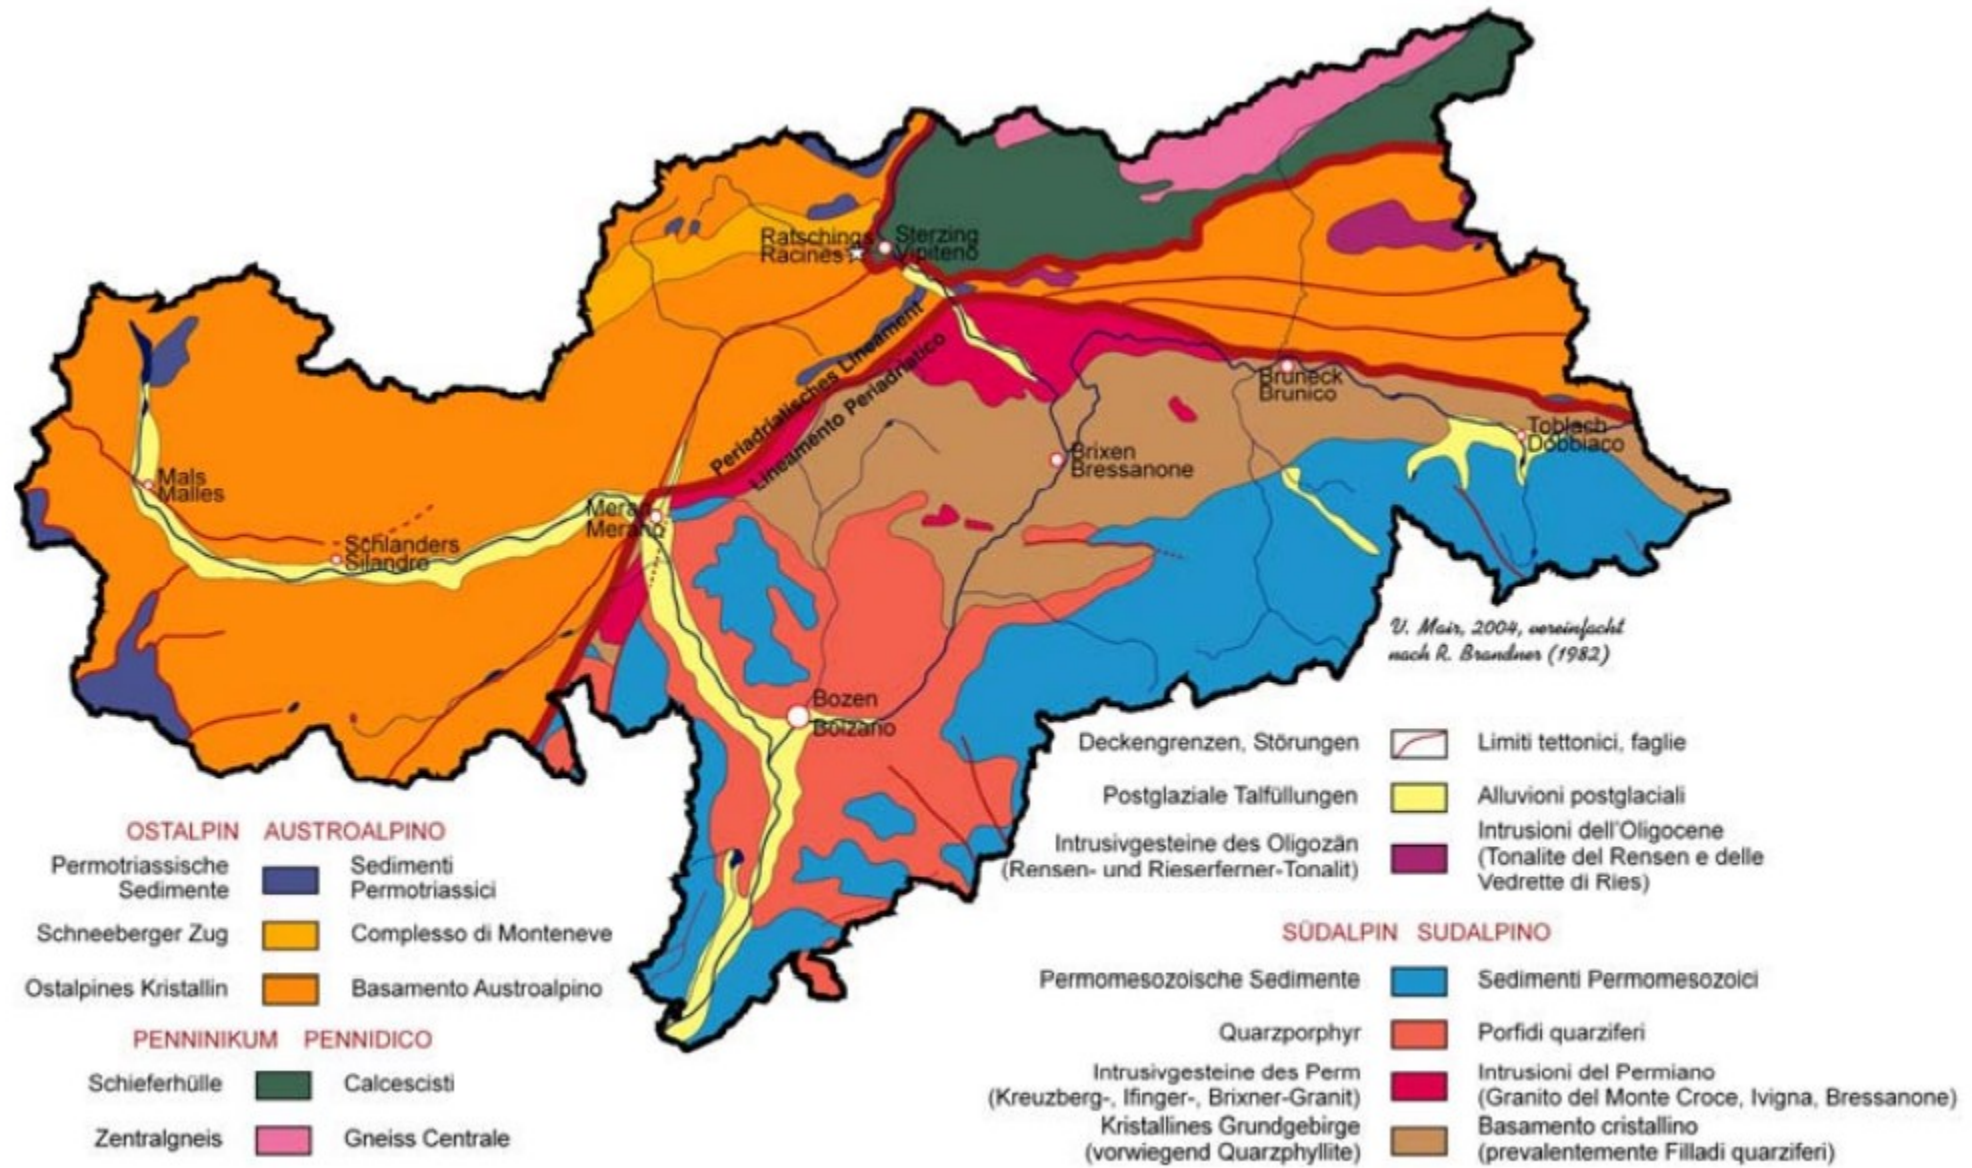 Ratschings
Racines
Sterzing
Vipiteno
Periadriatisches Lineament
Lineamento Periadriatico
Bruneck
Brunico
Toblach
Dobbiaco
Brixen
Bressanone
Mals
Malles
Meran
Merano
Schlanders
Silandro
Bozen
Bolzano
U. Mair, 2004, vereinfacht
nach R. Brandner (1982)
Deckengrenzen, Störungen
Limiti tettonici, faglie
Postglaziale Talfüllungen
Alluvioni postglaciali
Intrusivgesteine des Oligozän
(Rensen- und Rieserferner-Tonalit)
Intrusioni dell'Oligocene
(Tonalite del Rensen e delle
Vedrette di Ries)
OSTALPIN AUSTROALPINO
Permotriassische
Sedimente
Sedimenti
Permotriassici
Schneeberger Zug
Complesso di Monteneve
Ostalpines Kristallin
Basamento Austroalpino
PENNINIKUM PENNIDICO
Schieferhülle
Calcescisti
Zentralgneis
Gneiss Centrale
SÜDALPIN SUDALPINO
Permomesozoische Sedimente
Sedimenti Permomesozoici
Quarzporphyr
Porfidi quarziferi
Intrusivgesteine des Perm
(Kreuzberg-, Ifinger-, Brixner-Granit)
Intrusioni del Permiano
(Granito del Monte Croce, Ivigna, Bressanone)
Kristallines Grundgebirge
(vorwiegend Quarzphyllite)
Basamento cristallino
(prevalentemente Filladi quarziferi)